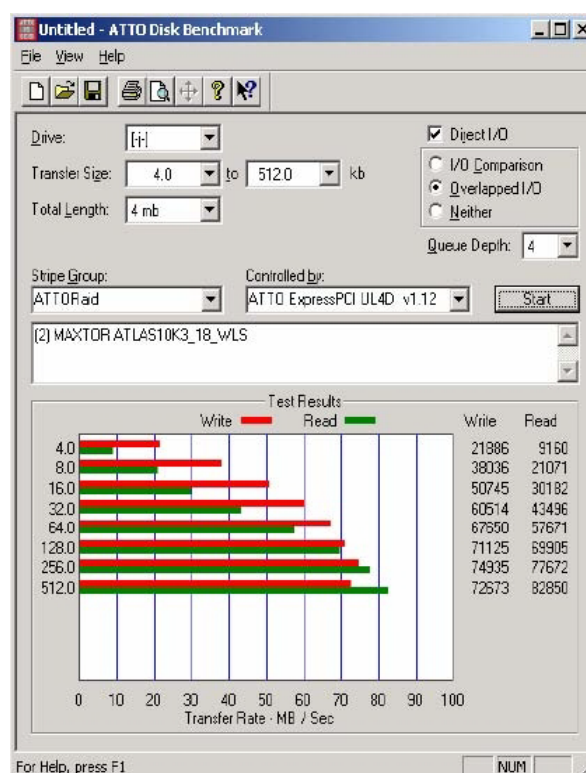 Untitled - ATTO Disk Benchmark
File View Help
Drive: [-i-] Direct I/O
Transfer Size: 4.0 to 512.0 kb I/O Comparison
Overlapped I/O
Total Length: 4 mb Neither
Queue Depth: 4
Stripe Group: Controlled by:
ATTORaid ATTO ExpressPCI UL4D v1.12 Start
(2) MAXTOR ATLAS10K3_18_WLS
Test Results
Write Read Write Read
4.0 21886 9160
8.0 38036 21071
16.0 50745 30182
32.0 60514 43496
64.0 67650 57671
128.0 71125 69905
256.0 74935 77672
512.0 72673 82850
0 10 20 30 40 50 60 70 80 90 100
Transfer Rate - MB / Sec
For Help, press F1 NUM